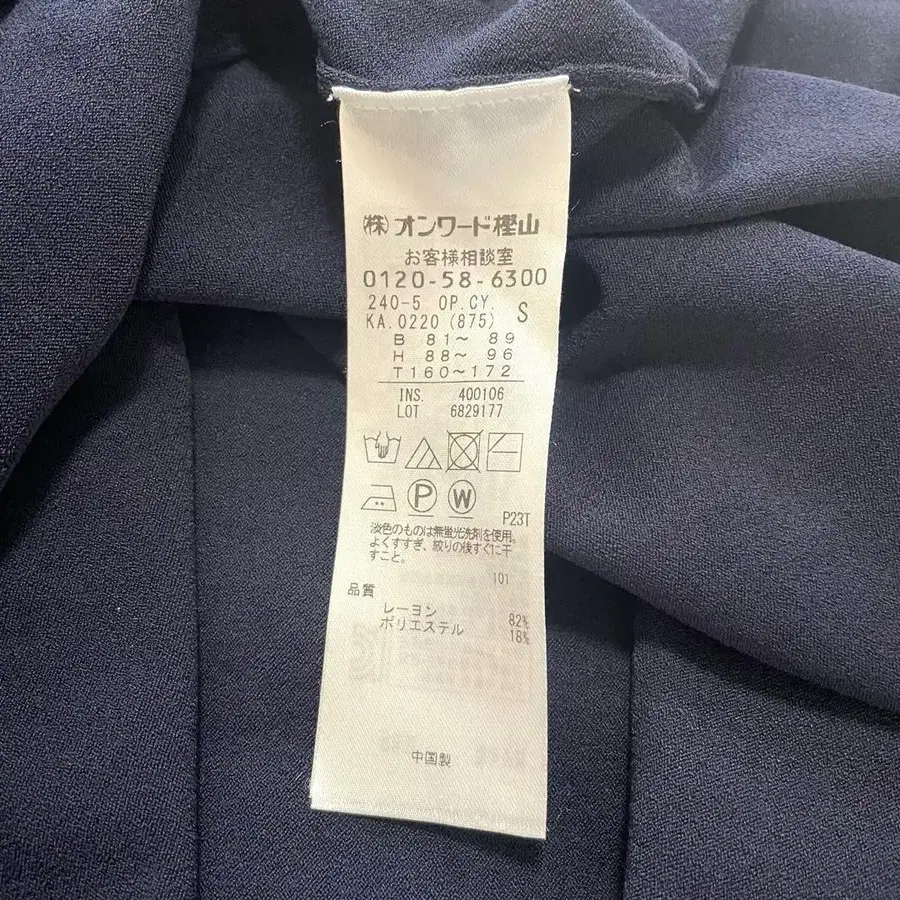 (株)オンワード樫山
お客様相談室
0120-58-6300
240-5 OP.CY. S
KA.0220 (875)
B 81～ 89
H 88～ 96
T160～172
INS. 400106
LOT 6829177
P W
P23T
淡色のものは無蛍光洗剤を使用。
よくすすぎ、絞りの後すぐに干
すこと。
101
品質
レーヨン 82%
ポリエステル 18%
中国製